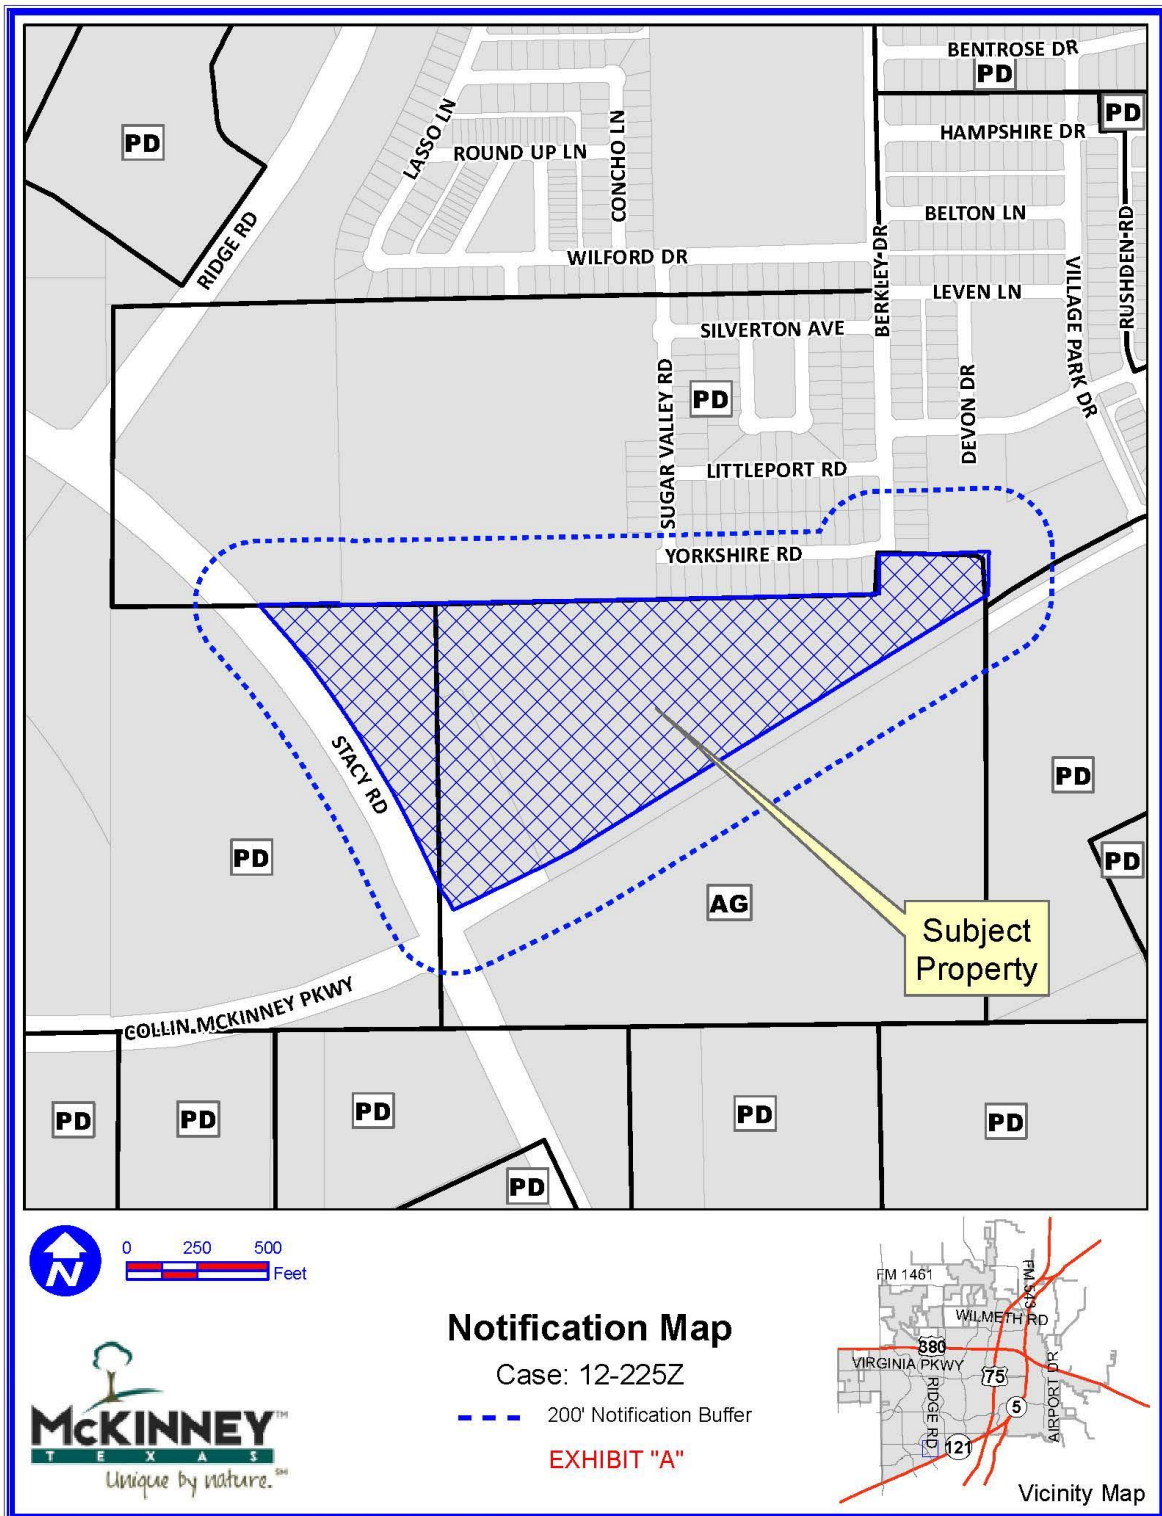 BENTROSE DR
PD
PD
PD
HAMPSHIRE DR
LASSO LN
ROUND UP LN
CONCHO LN
BELTON LN
RIDGE RD
WILFORD DR
BERKLEY DR
VILLAGE PARK DR
RUSHDEN RD
LEVEN LN
SILVERTON AVE
SUGAR VALLEY RD
PD
DEVON DR
LITTLEPORT RD
YORKSHIRE RD
STACY RD
PD
PD
PD
AG
Subject
Property
COLLIN MCKINNEY PKWY
PD
PD
PD
PD
PD
PD
0 250 500
Feet
N
Notification Map
Case: 12-225Z
200' Notification Buffer
EXHIBIT "A"
MCKINNEY™
TEXAS
Unique by nature.℠
FM 1461
FM 543
WILMETH RD
380
VIRGINIA PKWY
75
RIDGE RD
5
AIRPORT DR
121
Vicinity Map